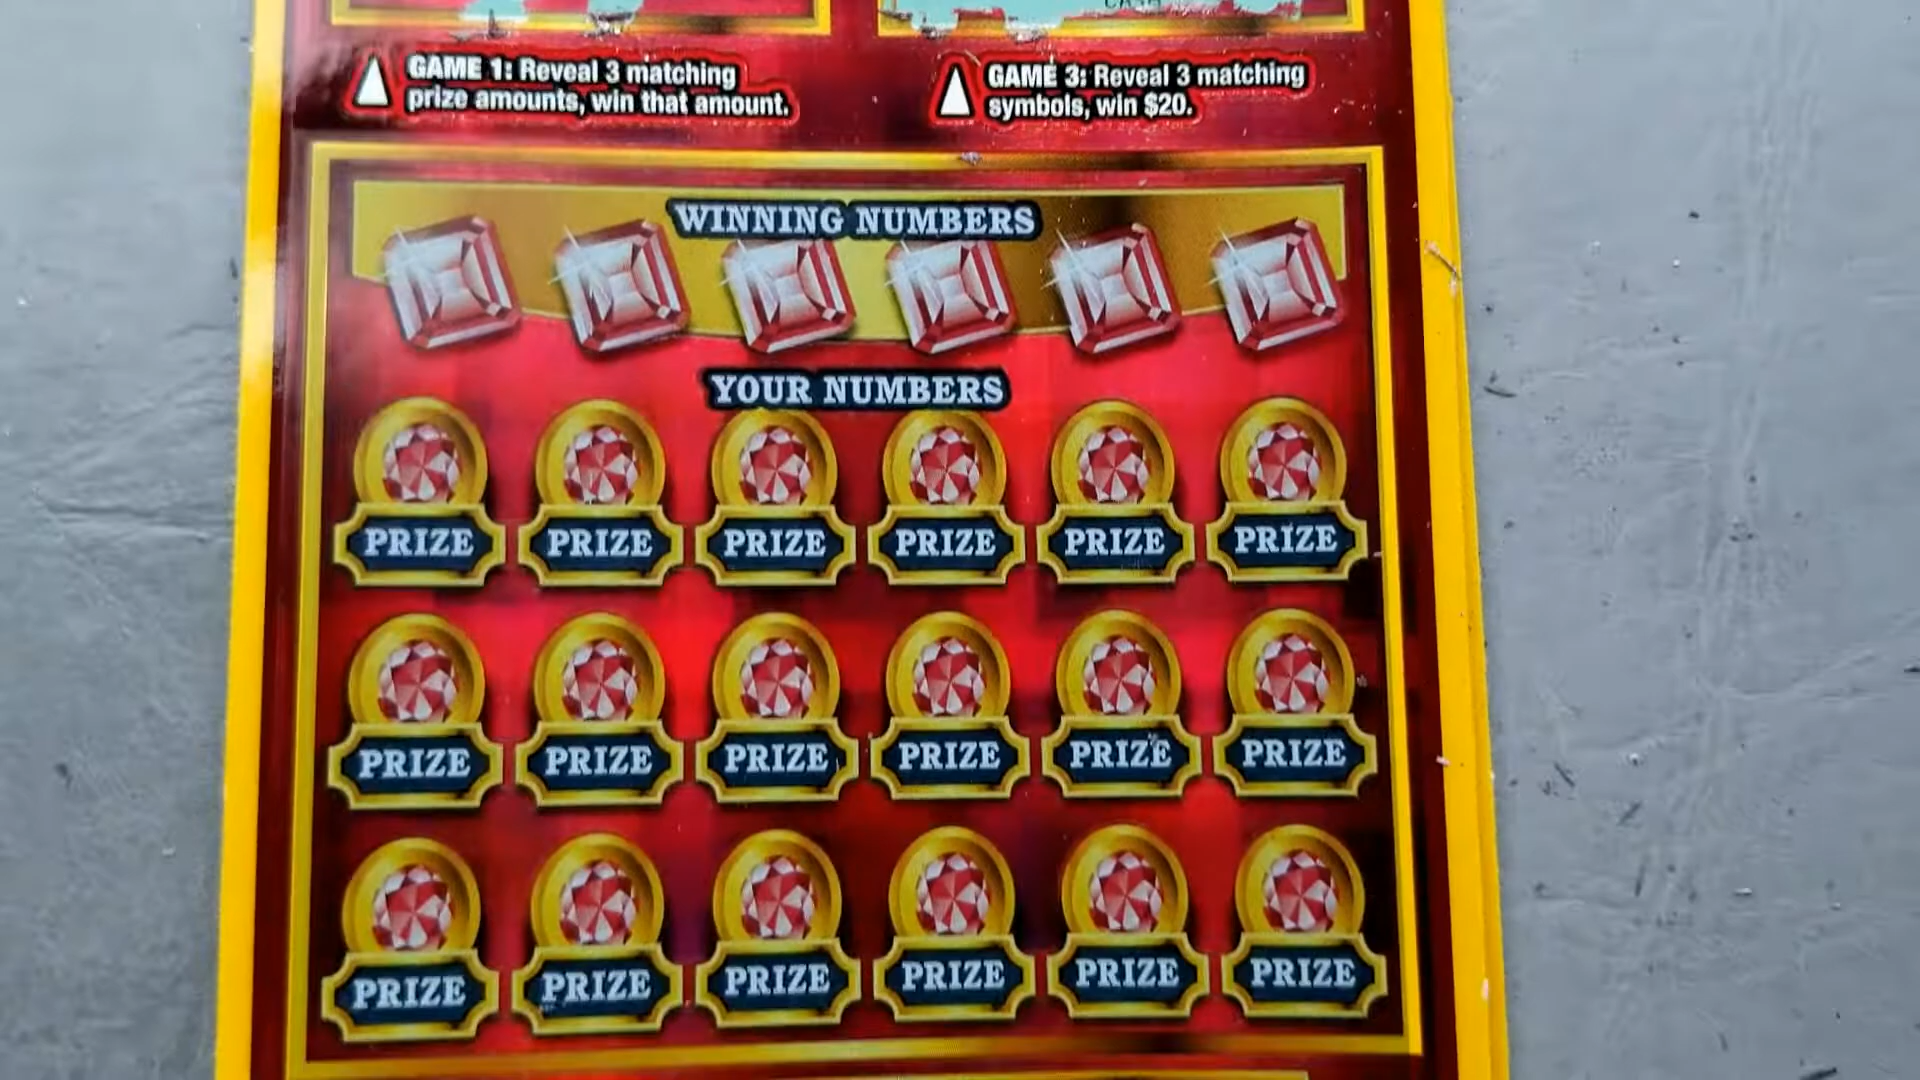 CASH
GAME 1: Reveal 3 matching
prize amounts, win that amount.
GAME 3: Reveal 3 matching
symbols, win $20.
WINNING NUMBERS
YOUR NUMBERS
PRIZE PRIZE PRIZE PRIZE PRIZE PRIZE
PRIZE PRIZE PRIZE PRIZE PRIZE PRIZE
PRIZE PRIZE PRIZE PRIZE PRIZE PRIZE